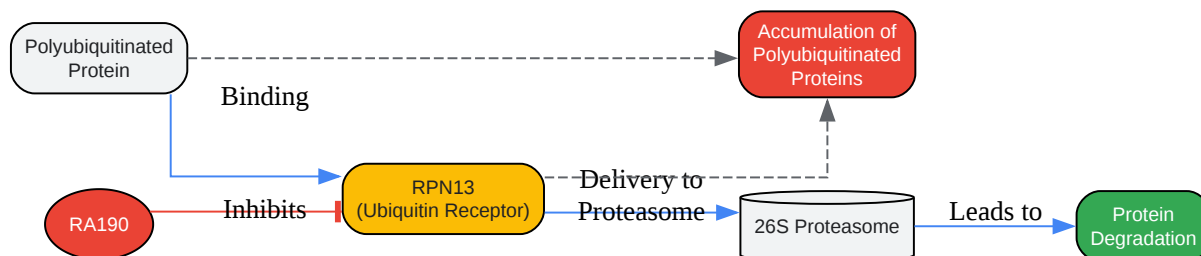 Polyubiquitinated
Protein
Accumulation of
Polyubiquitinated
Proteins
Binding
RPN13
(Ubiquitin Receptor)
Delivery to
Proteasome
RA190
Inhibits
26S Proteasome
Leads to
Protein
Degradation